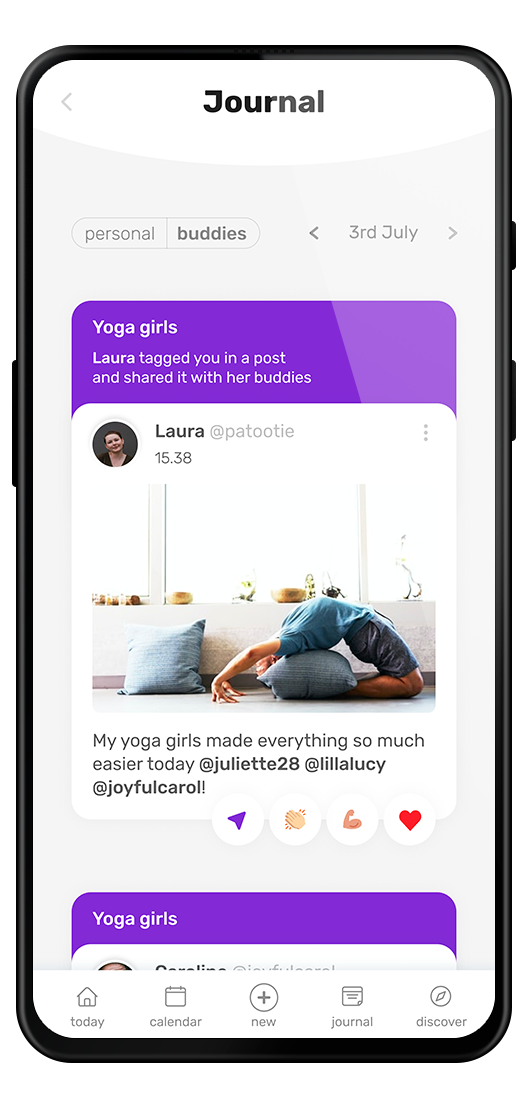 Journal
personal buddies
3rd July
Yoga girls
Laura tagged you in a post
and shared it with her buddies
Laura @patootie
15.38
My yoga girls made everything so much
easier today @juliette28 @lillalucy
@joyfulcarol!
Yoga girls
Caroline @joyfulcarol
today calendar new journal discover